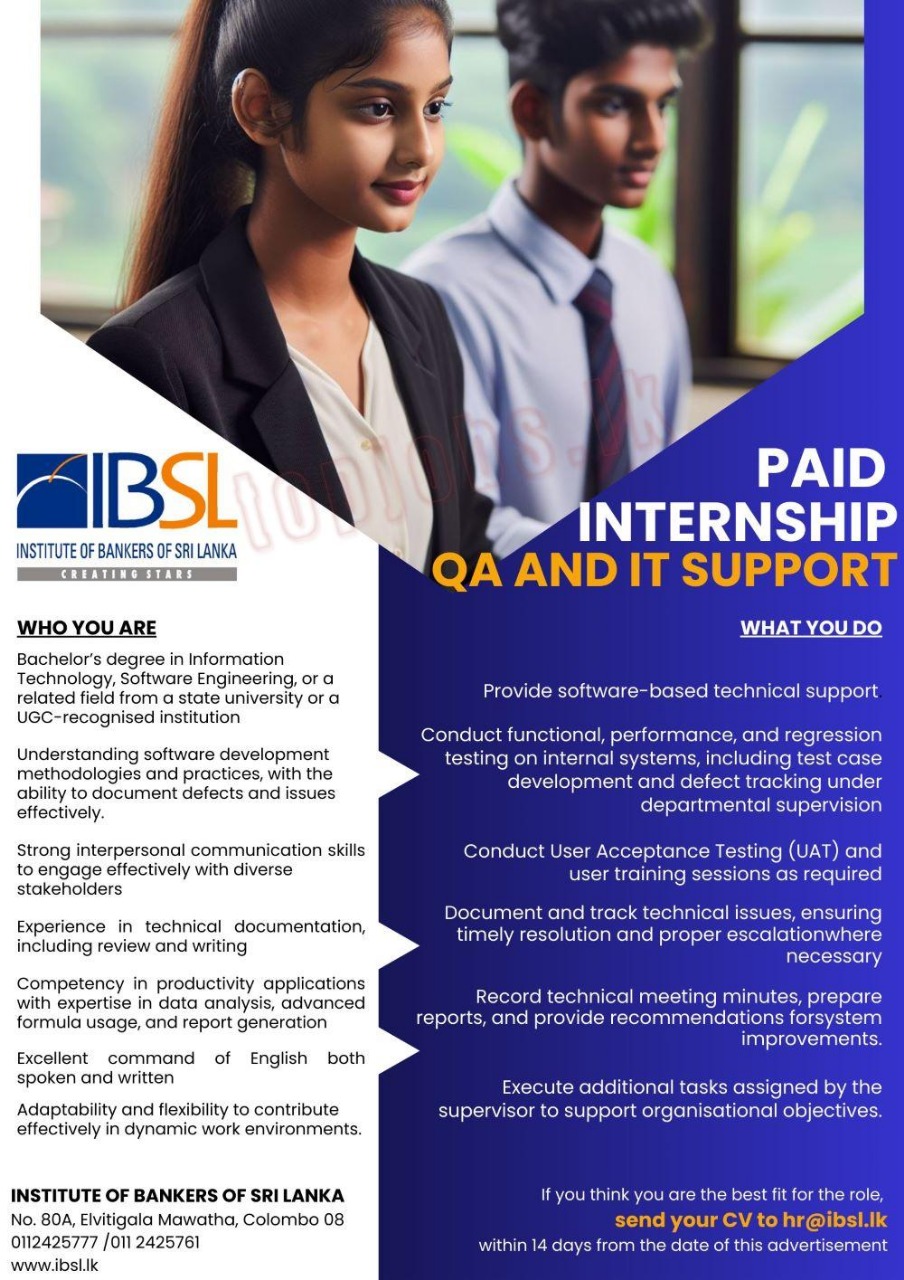 topjobs.lk
IBSL
INSTITUTE OF BANKERS OF SRI LANKA
CREATING STARS
PAID
INTERNSHIP
QA AND IT SUPPORT
WHO YOU ARE
Bachelor’s degree in Information
Technology, Software Engineering, or a
related field from a state university or a
UGC-recognised institution
Understanding software development
methodologies and practices, with the
ability to document defects and issues
effectively.
Strong interpersonal communication skills
to engage effectively with diverse
stakeholders
Experience in technical documentation,
including review and writing
Competency in productivity applications
with expertise in data analysis, advanced
formula usage, and report generation
Excellent command of English both
spoken and written
Adaptability and flexibility to contribute
effectively in dynamic work environments.
WHAT YOU DO
Provide software-based technical support.
Conduct functional, performance, and regression
testing on internal systems, including test case
development and defect tracking under
departmental supervision
Conduct User Acceptance Testing (UAT) and
user training sessions as required
Document and track technical issues, ensuring
timely resolution and proper escalationwhere
necessary
Record technical meeting minutes, prepare
reports, and provide recommendations forsystem
improvements.
Execute additional tasks assigned by the
supervisor to support organisational objectives.
INSTITUTE OF BANKERS OF SRI LANKA
No. 80A, Elvitigala Mawatha, Colombo 08
0112425777 /011 2425761
www.ibsl.lk
If you think you are the best fit for the role,
send your CV to hr@ibsl.lk
within 14 days from the date of this advertisement